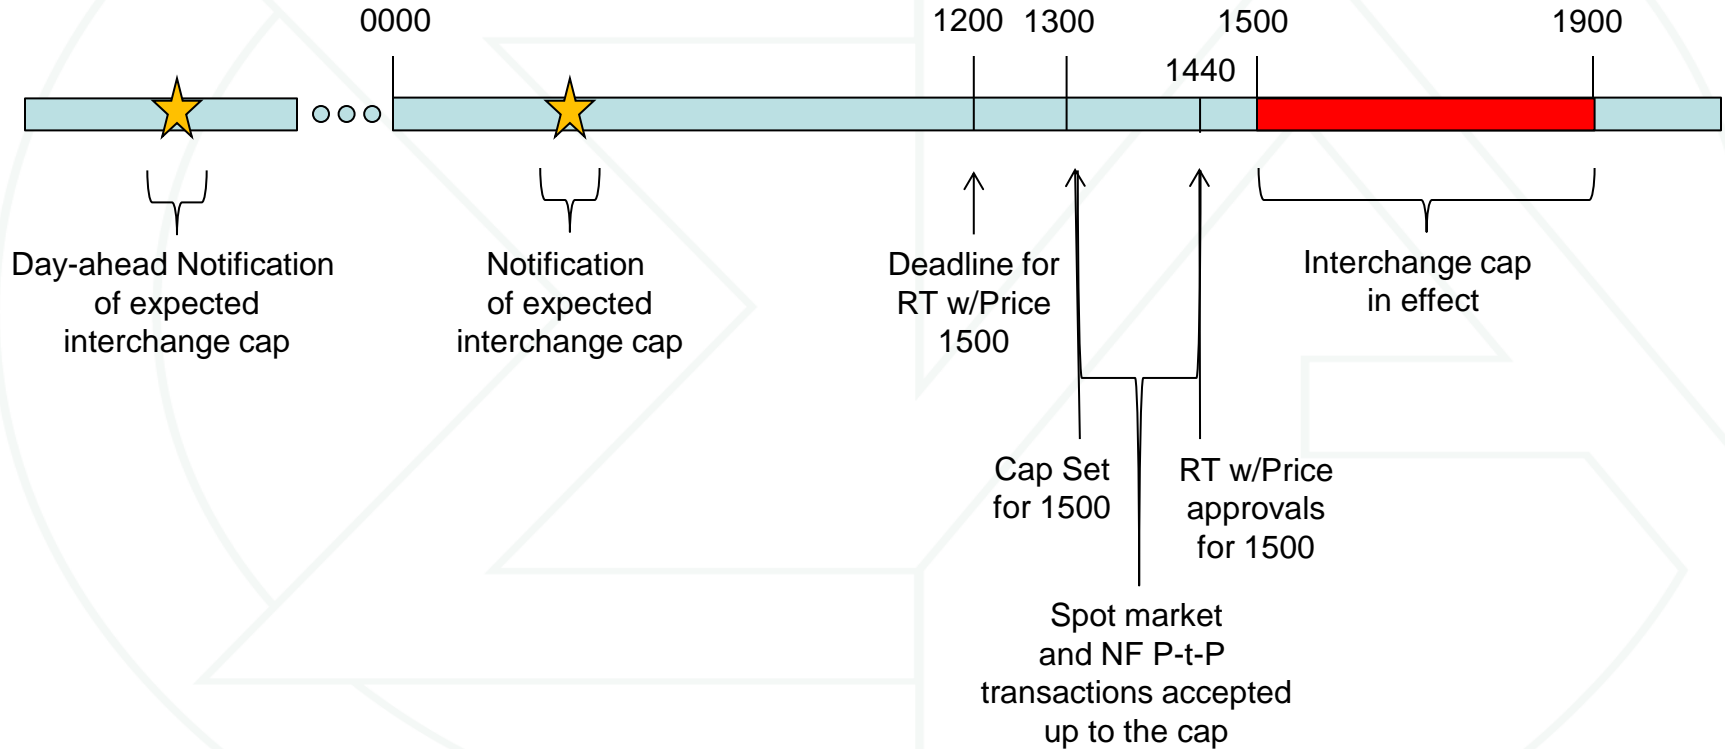 0000
1200
1300
1500
1900
1440
Day-ahead Notification
of expected
interchange cap
Notification
of expected
interchange cap
Deadline for
RT w/Price
1500
Interchange cap
in effect
Cap Set
for 1500
RT w/Price
approvals
for 1500
Spot market
and NF P-t-P
transactions accepted
up to the cap